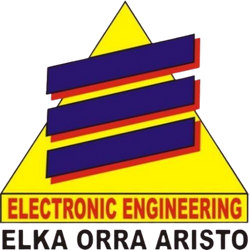 ELECTRONIC ENGINEERING
ELKA ORRA ARISTO